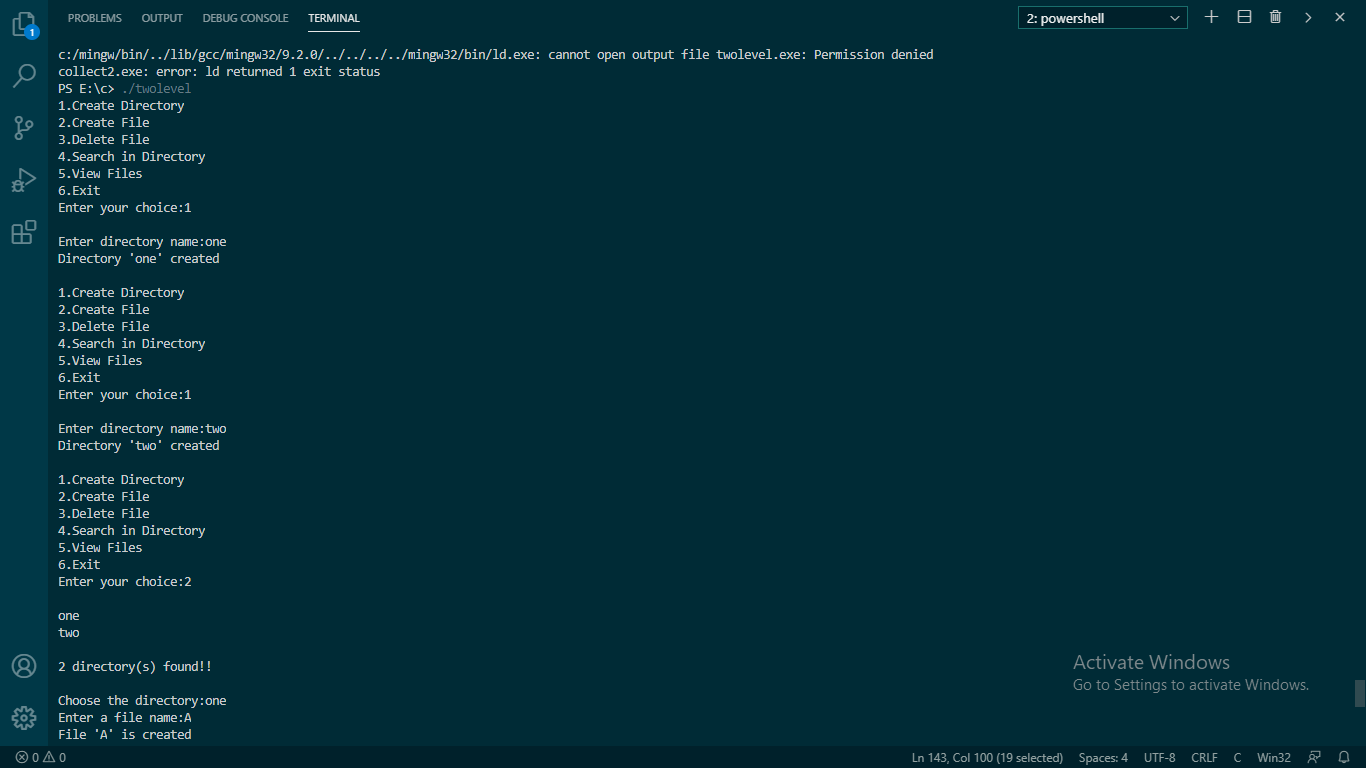 PROBLEMS OUTPUT DEBUG CONSOLE TERMINAL 2: powershell
1
c:/mingw/bin/../lib/gcc/mingw32/9.2.0/../../../../mingw32/bin/ld.exe: cannot open output file twolevel.exe: Permission denied
collect2.exe: error: ld returned 1 exit status
PS E:\c> ./twolevel
1.Create Directory
2.Create File
3.Delete File
4.Search in Directory
5.View Files
6.Exit
Enter your choice:1
Enter directory name:one
Directory 'one' created
1.Create Directory
2.Create File
3.Delete File
4.Search in Directory
5.View Files
6.Exit
Enter your choice:1
Enter directory name:two
Directory 'two' created
1.Create Directory
2.Create File
3.Delete File
4.Search in Directory
5.View Files
6.Exit
Enter your choice:2
one
two
2 directory(s) found!!
Choose the directory:one
Enter a file name:A
File 'A' is created
Activate Windows
Go to Settings to activate Windows.
0 0 Ln 143, Col 100 (19 selected) Spaces: 4 UTF-8 CRLF C Win32